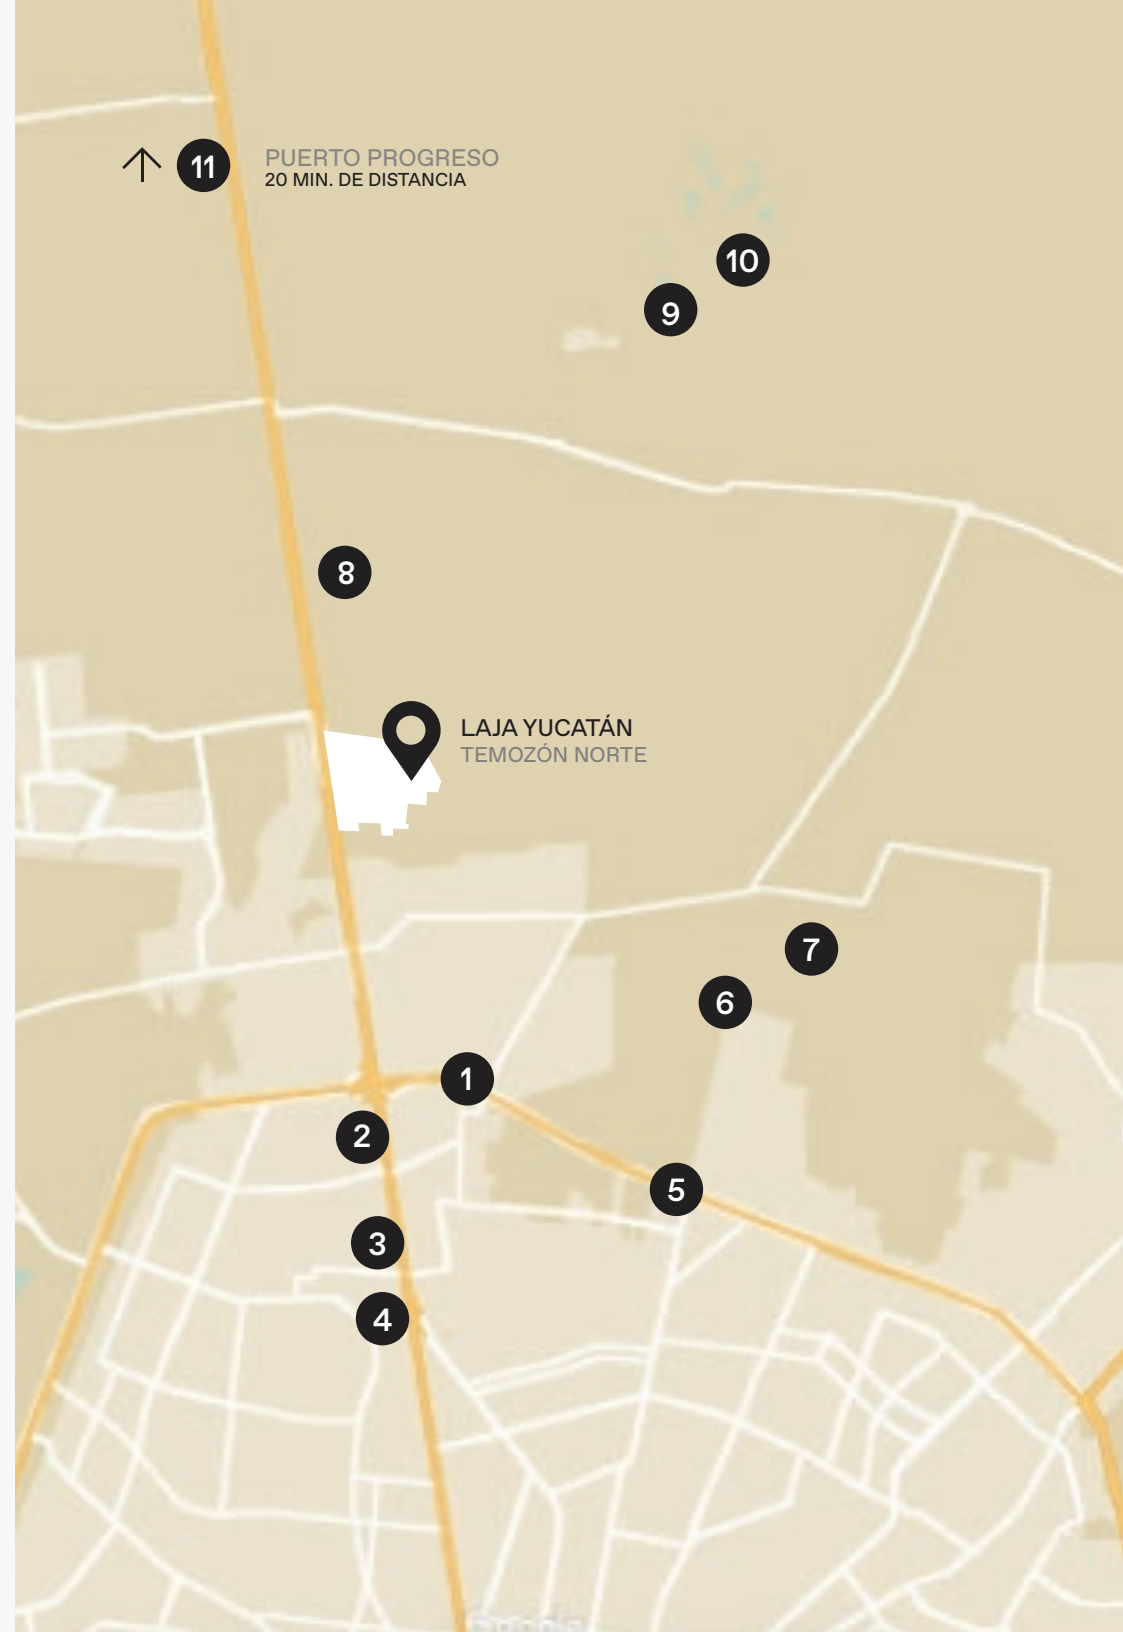 11
PUERTO PROGRESO
20 MIN. DE DISTANCIA
10
9
8
LAJA YUCATÁN
TEMOZÓN NORTE
7
6
1
2
5
3
4